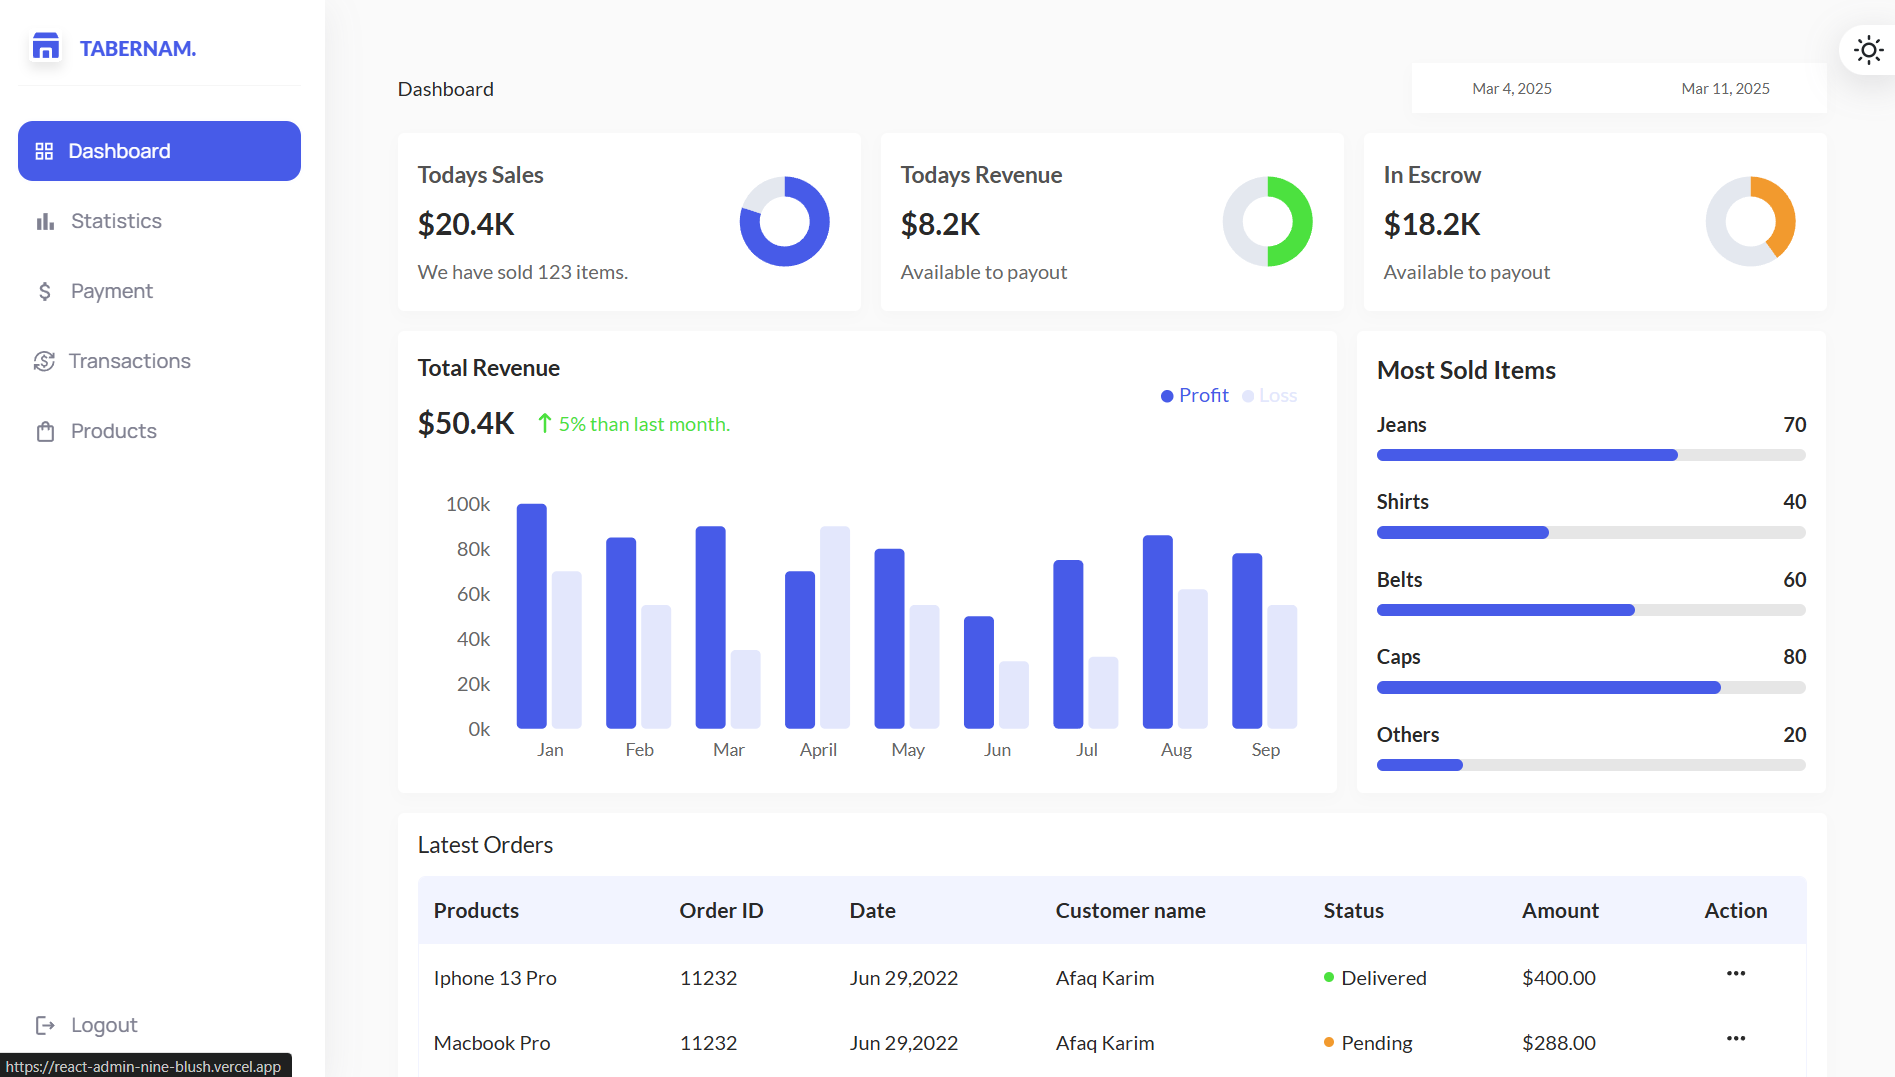 TABERNAM.
Dashboard
Statistics
Payment
Transactions
Products
Logout
https://react-admin-nine-blush.vercel.app
Dashboard
Mar 4, 2025 Mar 11, 2025
Todays Sales
$20.4K
We have sold 123 items.
Todays Revenue
$8.2K
Available to payout
In Escrow
$18.2K
Available to payout
Total Revenue
$50.4K 5% than last month.
Profit Loss
100k
80k
60k
40k
20k
0k
Jan Feb Mar April May Jun Jul Aug Sep
Most Sold Items
Jeans 70
Shirts 40
Belts 60
Caps 80
Others 20
Latest Orders
Products Order ID Date Customer name Status Amount Action
Iphone 13 Pro 11232 Jun 29,2022 Afaq Karim Delivered $400.00
Macbook Pro 11232 Jun 29,2022 Afaq Karim Pending $288.00